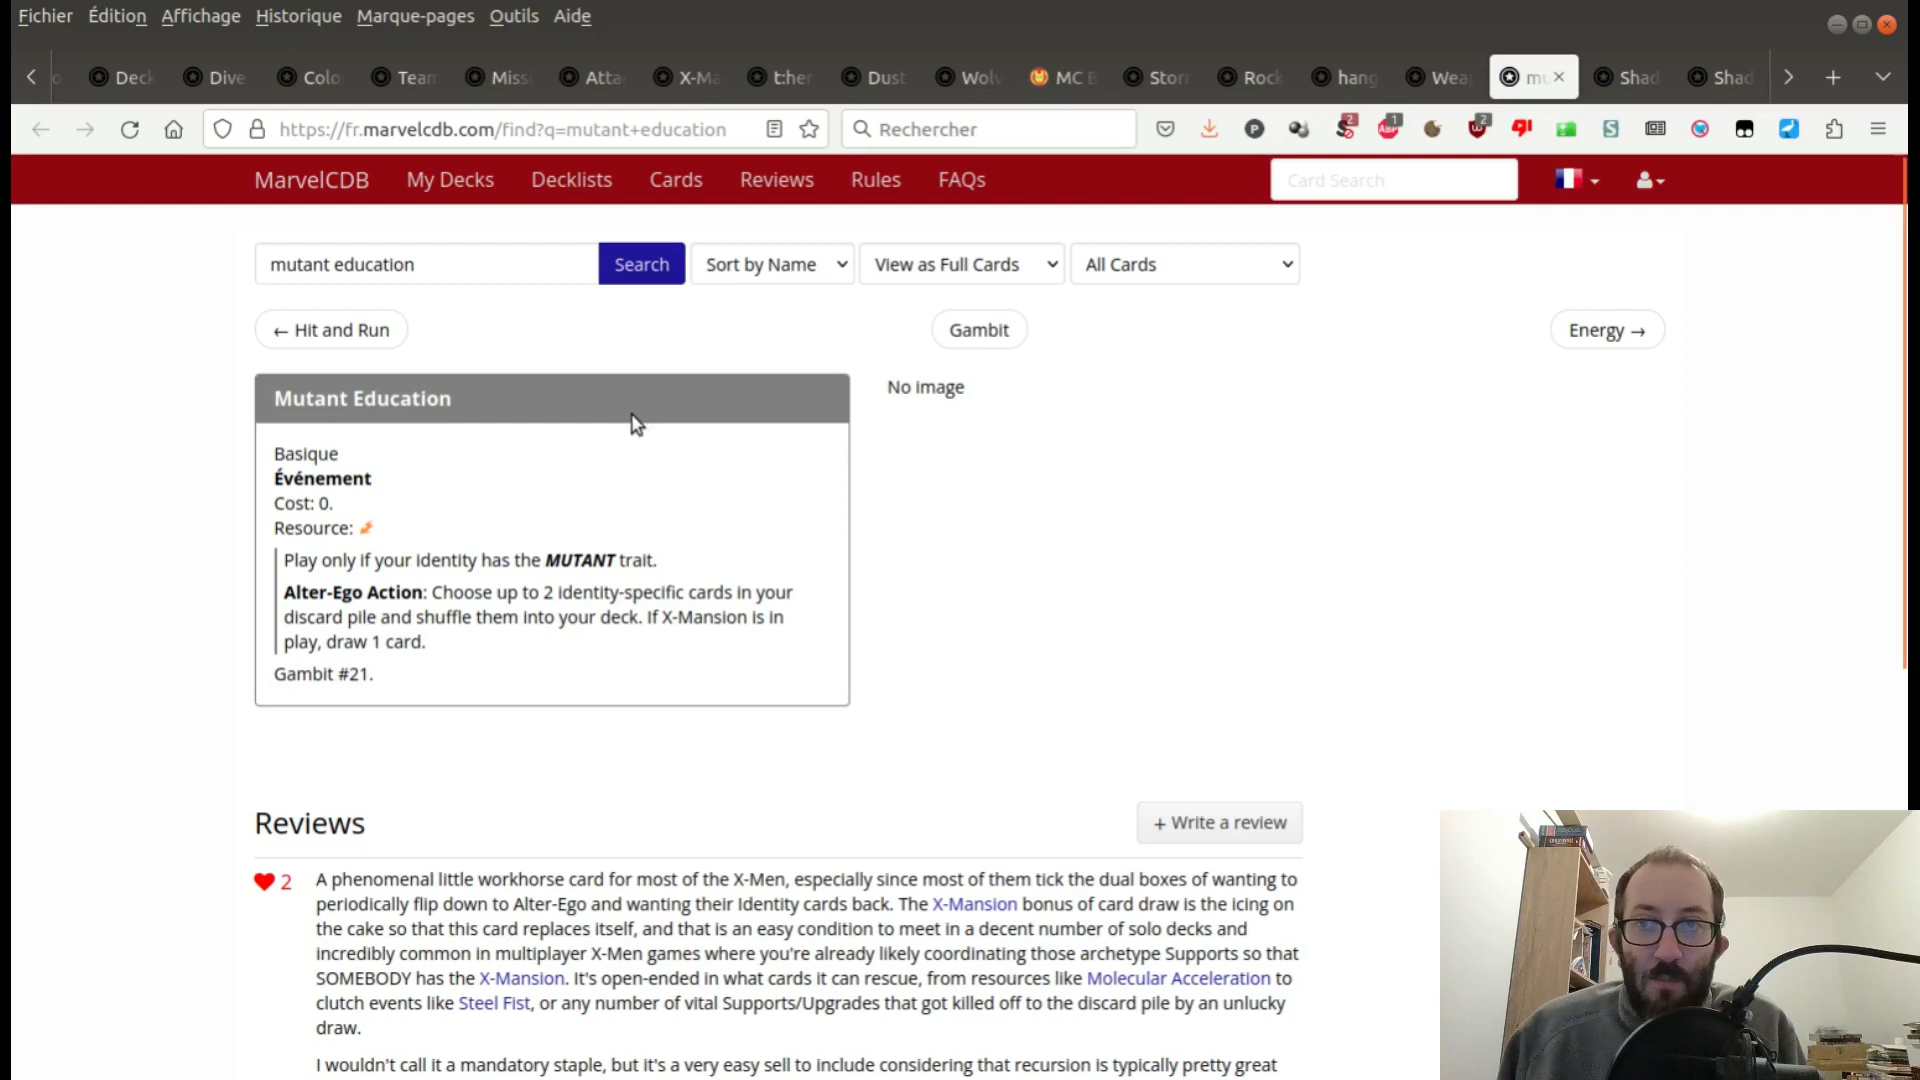 Fichier Édition Affichage Historique Marque-pages Outils Aide
Deck Dive Colo Team Missi Atta X-Ma t:her Dust Wolv MC E Stor Rock hang Wea mu Shad Shad
https://fr.marvelcdb.com/find?q=mutant+education
Rechercher
2 1 2
MarvelCDB My Decks Decklists Cards Reviews Rules FAQs
Card Search
mutant education
Search
Sort by Name
View as Full Cards
All Cards
← Hit and Run
Gambit
Energy →
Mutant Education
No image
Basique
Événement
Cost: 0.
Resource:
Play only if your identity has the MUTANT trait.
Alter-Ego Action: Choose up to 2 identity-specific cards in your
discard pile and shuffle them into your deck. If X-Mansion is in
play, draw 1 card.
Gambit #21.
Reviews
+ Write a review
2
A phenomenal little workhorse card for most of the X-Men, especially since most of them tick the dual boxes of wanting to
periodically flip down to Alter-Ego and wanting their Identity cards back. The X-Mansion bonus of card draw is the icing on
the cake so that this card replaces itself, and that is an easy condition to meet in a decent number of solo decks and
incredibly common in multiplayer X-Men games where you're already likely coordinating those archetype Supports so that
SOMEBODY has the X-Mansion. It's open-ended in what cards it can rescue, from resources like Molecular Acceleration to
clutch events like Steel Fist, or any number of vital Supports/Upgrades that got killed off to the discard pile by an unlucky
draw.
I wouldn't call it a mandatory staple, but it's a very easy sell to include considering that recursion is typically pretty great